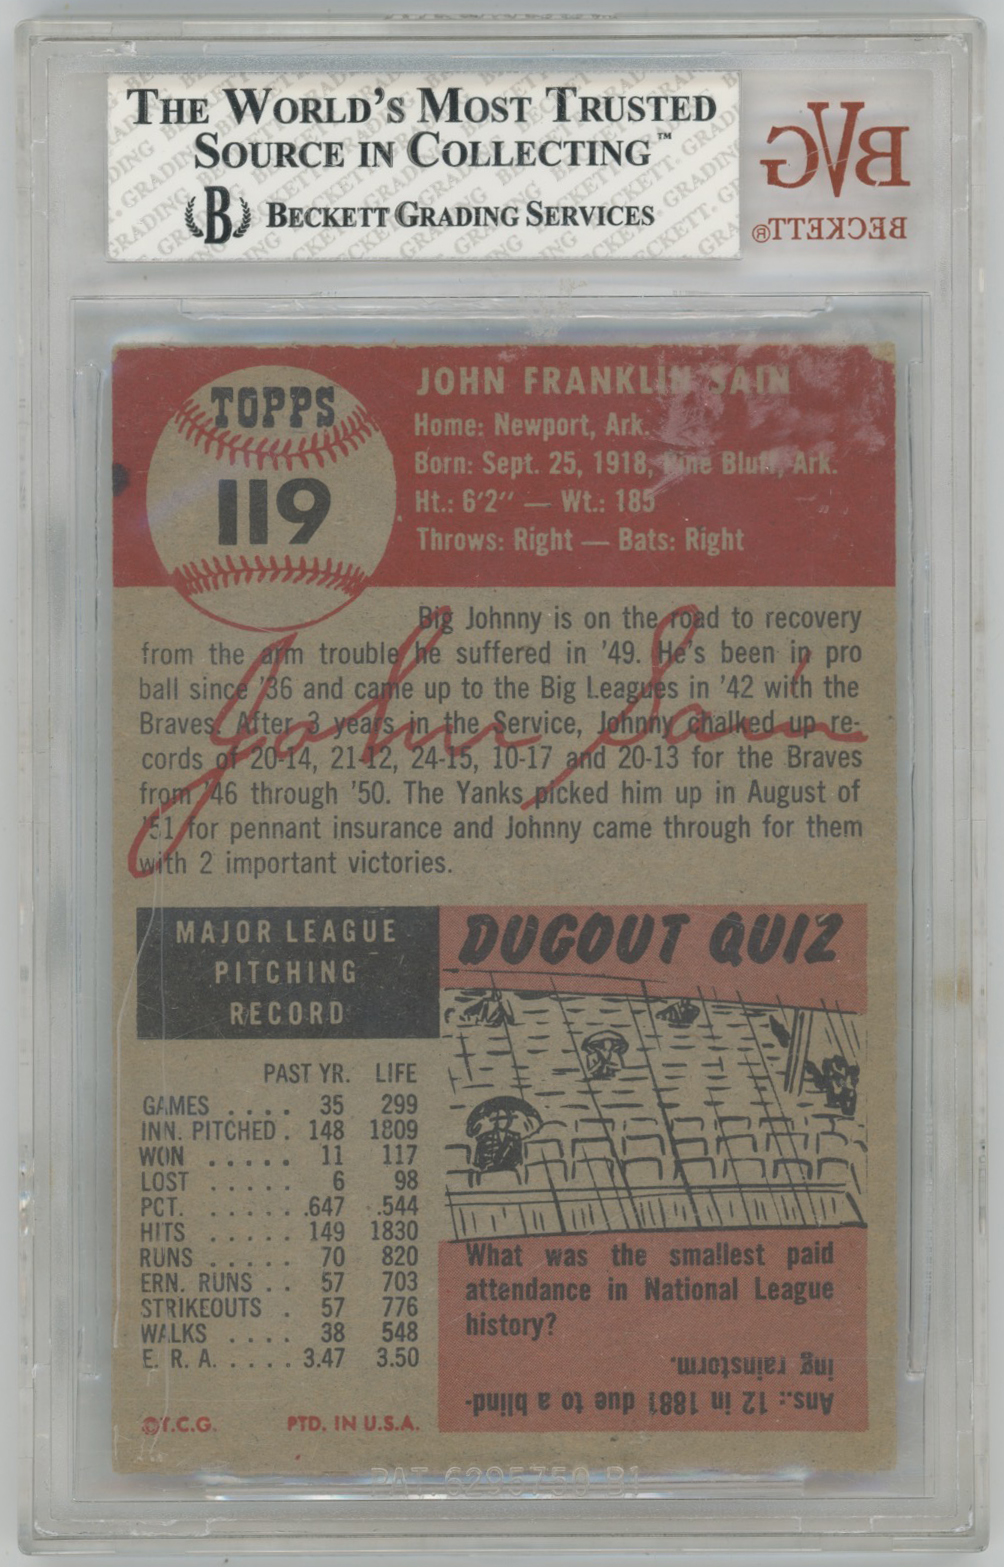 THE WORLD'S MOST TRUSTED
SOURCE IN COLLECTING™
B BECKETT GRADING SERVICES
BVG
BECKETT®
TOPPS
119
JOHN FRANKLIN SAIN
Home: Newport, Ark.
Born: Sept. 25, 1918, Pine Bluff, Ark.
Ht.: 6'2" — Wt.: 185
Throws: Right — Bats: Right
Big Johnny is on the road to recovery
from the arm trouble he suffered in '49. He's been in pro
ball since '36 and came up to the Big Leagues in '42 with the
Braves. After 3 years in the Service, Johnny chalked up re-
cords of 20-14, 21-12, 24-15, 10-17 and 20-13 for the Braves
from '46 through '50. The Yanks picked him up in August of
'51 for pennant insurance and Johnny came through for them
with 2 important victories.
John Sain
MAJOR LEAGUE
PITCHING
RECORD
PAST YR. LIFE
GAMES .... 35 299
INN. PITCHED . 148 1809
WON ..... 11 117
LOST ..... 6 98
PCT. ...... .647 .544
HITS ..... 149 1830
RUNS ..... 70 820
ERN. RUNS .. 57 703
STRIKEOUTS . 57 776
WALKS .... 38 548
E. R. A. ..... 3.47 3.50
©T.C.G. PTD. IN U.S.A.
DUGOUT QUIZ
What was the smallest paid
attendance in National League
history?
Ans.: 12 in 1881 due to a blind-
ing rainstorm.
PAT. 6295750 B1